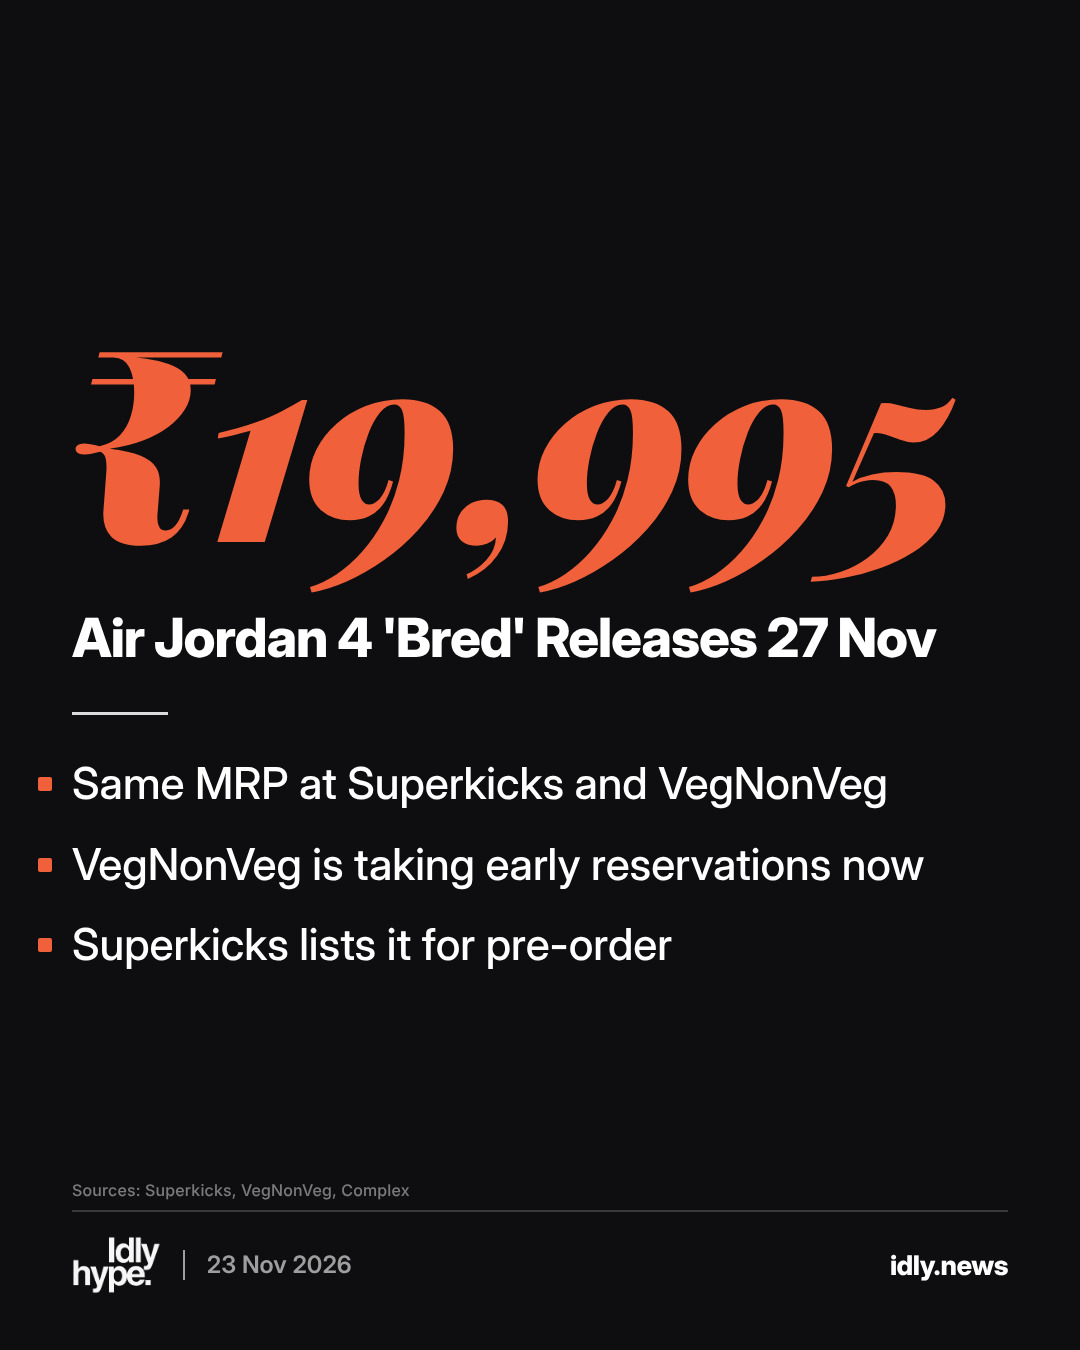 ₹19,995
Air Jordan 4 'Bred' Releases 27 Nov
Same MRP at Superkicks and VegNonVeg
VegNonVeg is taking early reservations now
Superkicks lists it for pre-order
Sources: Superkicks, VegNonVeg, Complex
Idly
hype.
23 Nov 2026
idly.news